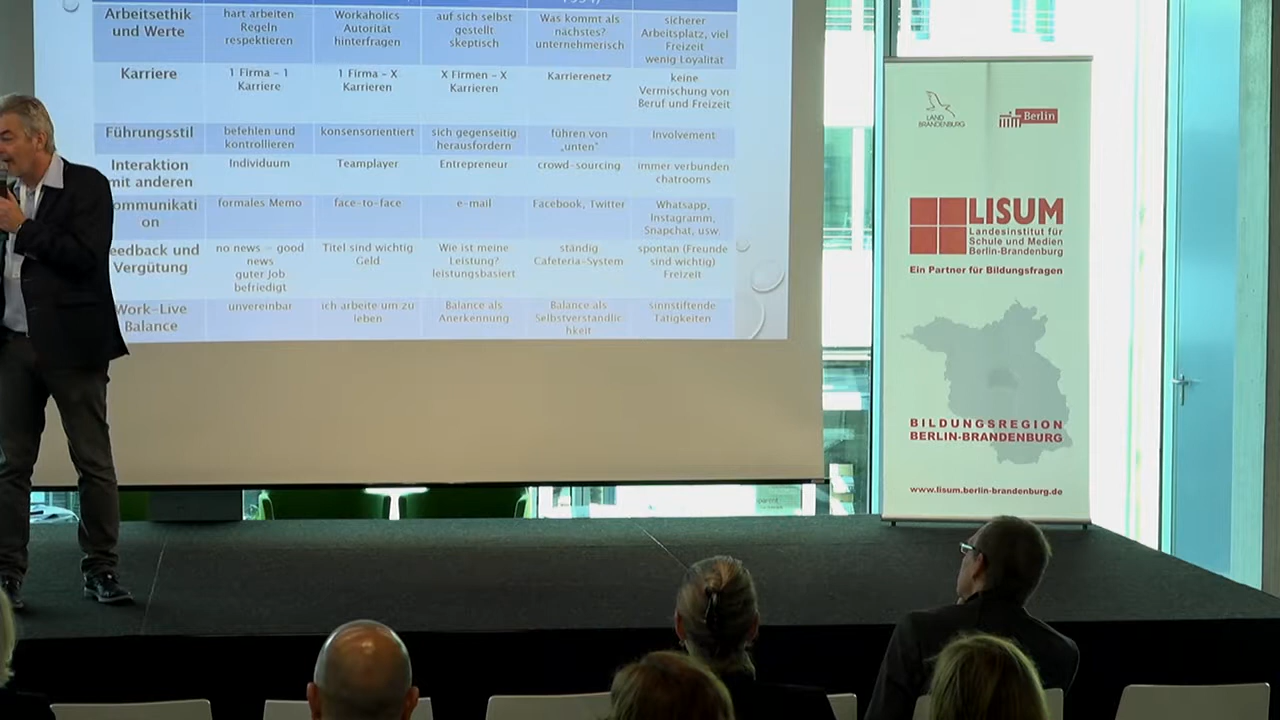 Arbeitsethik und Werte
hart arbeiten Regeln respektieren
Workaholics Autorität hinterfragen
auf sich selbst gestellt skeptisch
Was kommt als nächstes? unternehmerisch
sicherer Arbeitsplatz, viel Freizeit wenig Loyalität
Karriere
1 Firma – 1 Karriere
1 Firma – X Karrieren
X Firmen – X Karrieren
Karrierenetz
keine Vermischung von Beruf und Freizeit
Führungsstil
befehlen und kontrollieren
konsensorientiert
sich gegenseitig herausfordern
führen von „unten"
Involvement
Interaktion mit anderen
Individuum
Teamplayer
Entrepreneur
crowd-sourcing
immer verbunden chatrooms
ommunikati on
formales Memo
face-to-face
e-mail
Facebook, Twitter
Whatsapp, Instagramm, Snapchat, usw
eedback und Vergütung
no news – good news guter Job befriedigt
Titel sind wichtig Geld
Wie ist meine Leistung? leistungsbasiert
ständig Cafeteria-System
spontan (Freunde sind wichtig) Freizeit
Work-Live Balance
unvereinbar
ich arbeite um zu leben
Balance als Anerkennung
Balance als Selbstverständlic hkeit
sinnstiftende Tätigkeiten
LAND BRANDENBURG
Berlin
LISUM
Landesinstitut für
Schule und Medien
Berlin-Brandenburg
Ein Partner für Bildungsfragen
BILDUNGSREGION
BERLIN-BRANDENBURG
www.lisum.berlin-brandenburg.de